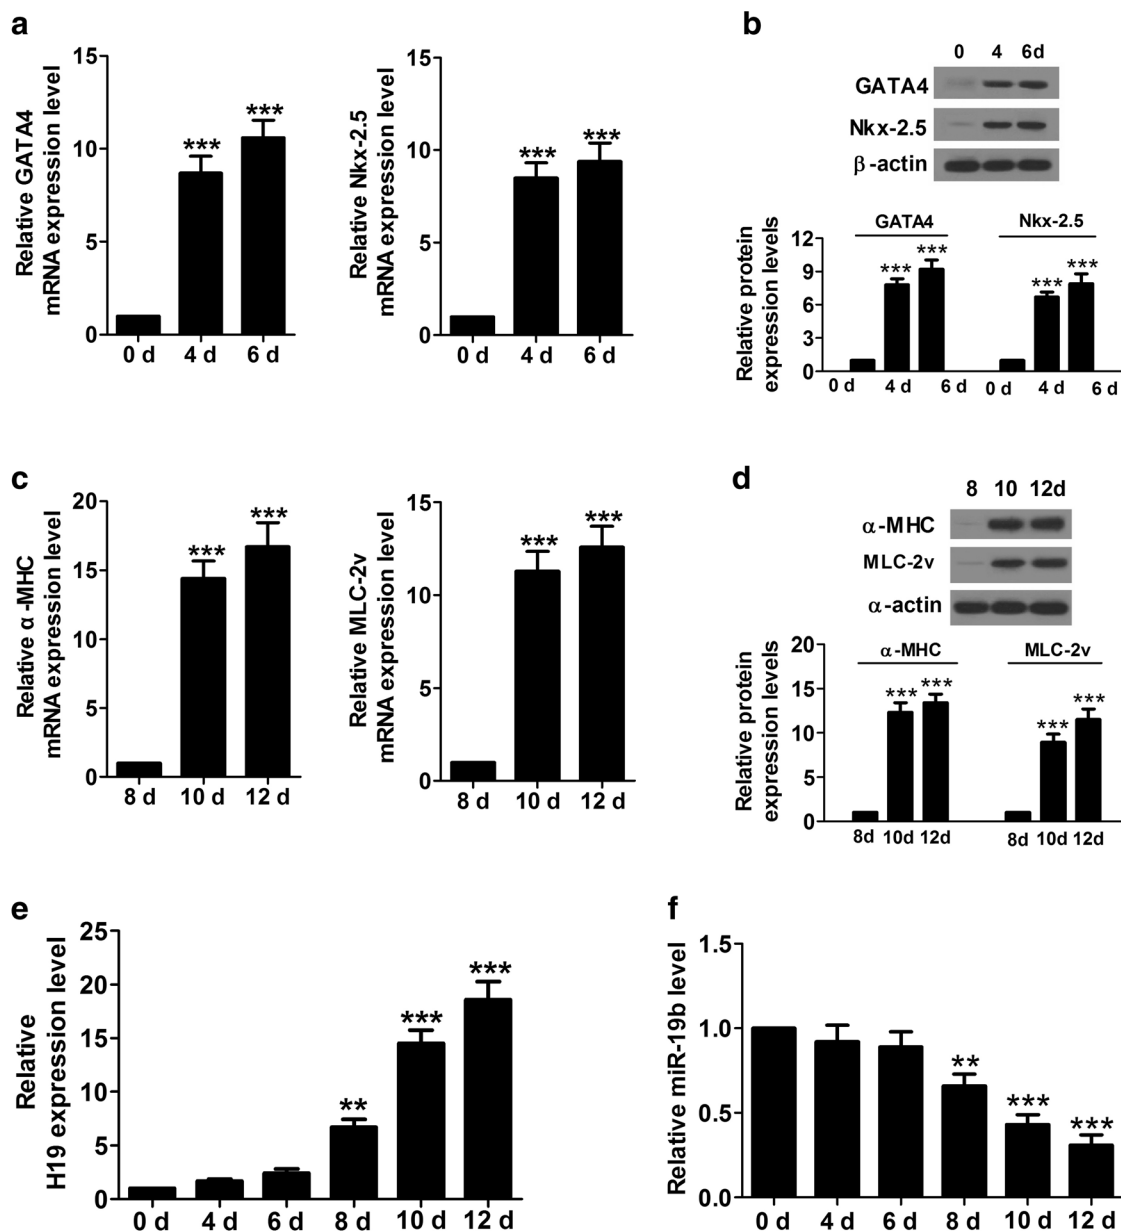 a
Relative GATA4
mRNA expression level
15
10
5
0
***
***
0 d 4 d 6 d
Relative Nkx-2.5
mRNA expression level
15
10
5
0
***
***
0 d 4 d 6 d
b
0 4 6d
GATA4
Nkx-2.5
β-actin
Relative protein
expression levels
12
9
6
3
0
GATA4
***
***
Nkx-2.5
***
***
0 d 4 d 6 d 0 d 4 d 6 d
c
Relative α-MHC
mRNA expression level
20
15
10
5
0
***
***
8 d 10 d 12 d
Relative MLC-2v
mRNA expression level
15
10
5
0
***
***
8 d 10 d 12 d
d
8 10 12d
α-MHC
MLC-2v
α-actin
Relative protein
expression levels
20
15
10
5
0
α-MHC
***
***
MLC-2v
***
***
8d 10d 12d 8d 10d 12d
e
Relative
H19 expression level
25
20
15
10
5
0
**
***
***
0 d 4 d 6 d 8 d 10 d 12 d
f
Relative miR-19b level
1.5
1.0
0.5
0.0
**
***
***
0 d 4 d 6 d 8 d 10 d 12 d